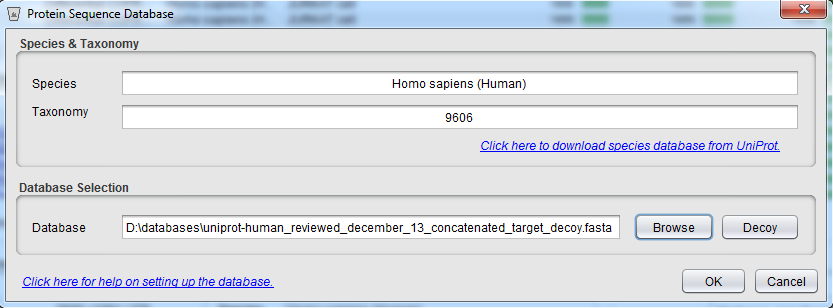 Protein Sequence Database
Species & Taxonomy
Species Homo sapiens (Human)
Taxonomy 9606
Click here to download species database from UniProt.
Database Selection
Database D:\databases\uniprot-human_reviewed_december_13_concatenated_target_decoy.fasta Browse Decoy
Click here for help on setting up the database. OK Cancel